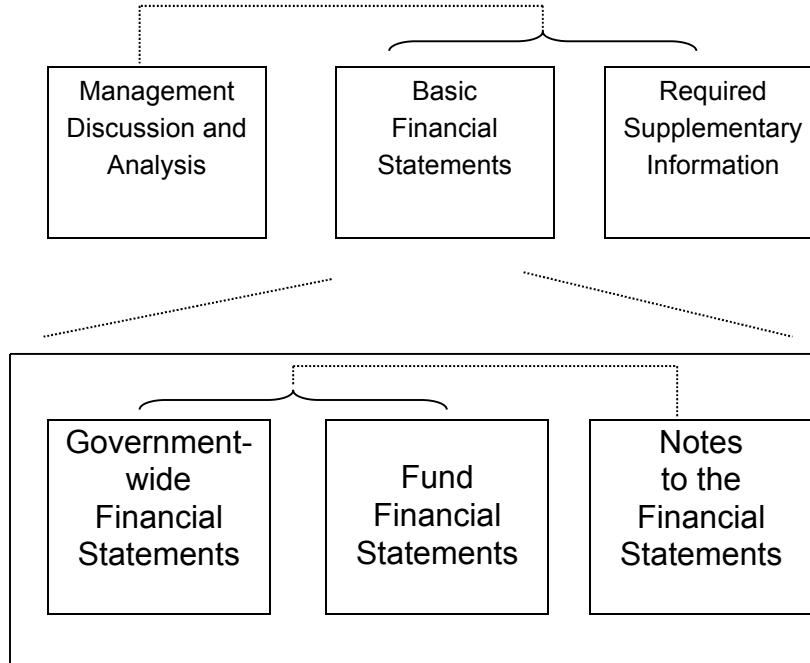 Management
Discussion and
Analysis
Basic
Financial
Statements
Required
Supplementary
Information
Government-
wide
Financial
Statements
Fund
Financial
Statements
Notes
to the
Financial
Statements